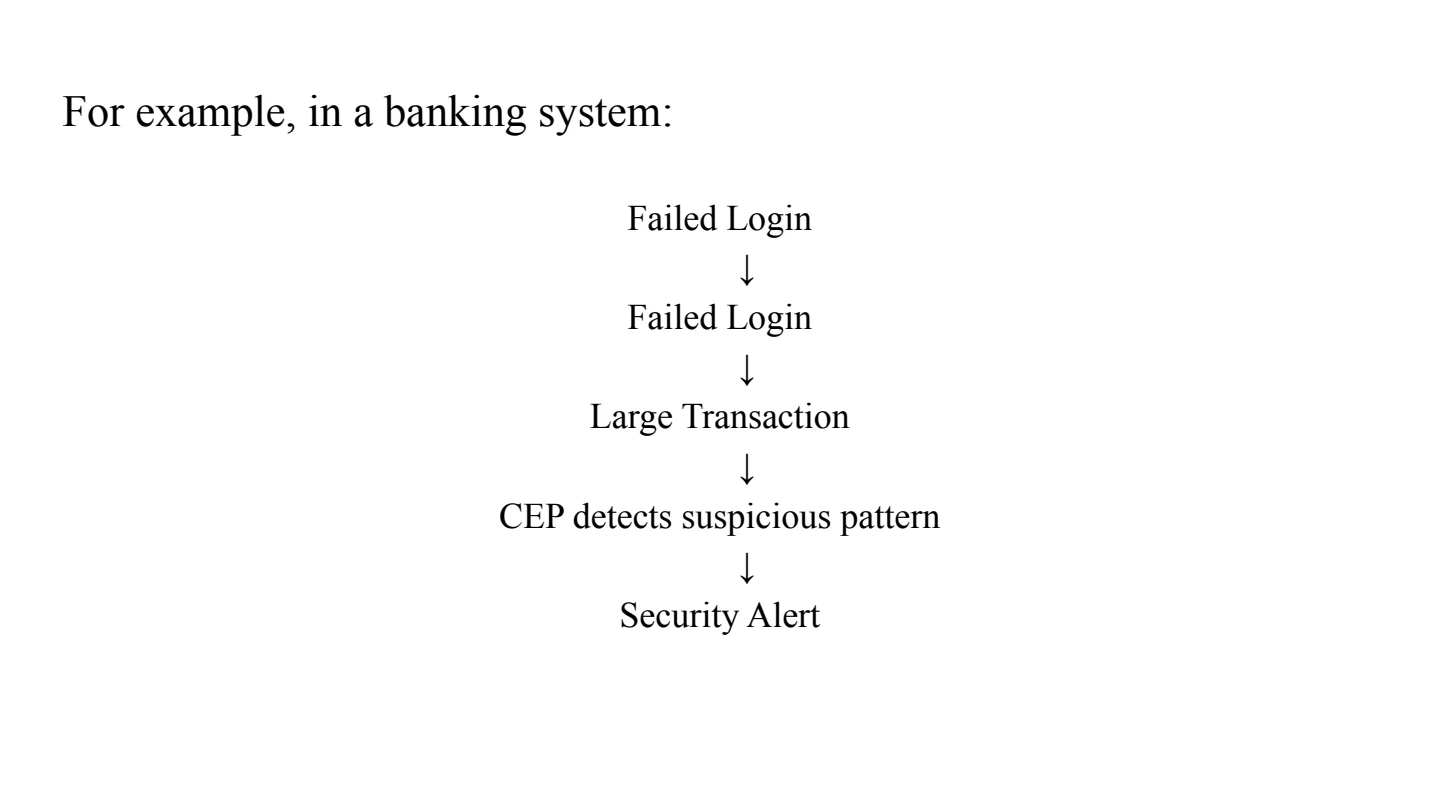 For example, in a banking system:
Failed Login
↓
Failed Login
↓
Large Transaction
↓
CEP detects suspicious pattern
↓
Security Alert